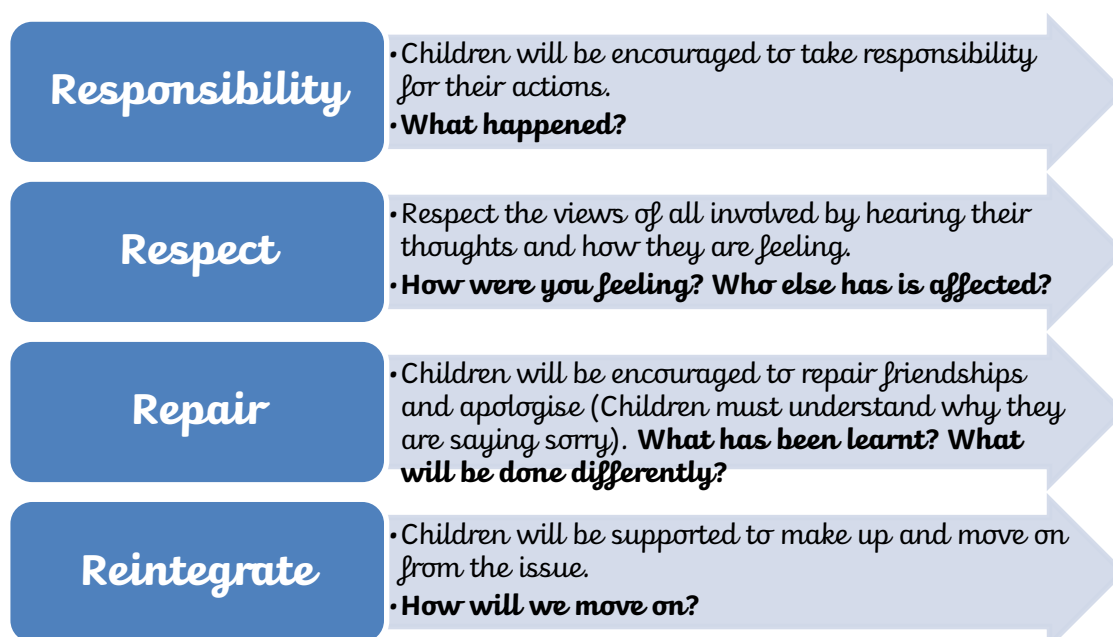 Responsibility
•Children will be encouraged to take responsibility
for their actions.
•What happened?
Respect
•Respect the views of all involved by hearing their
thoughts and how they are feeling.
•How were you feeling? Who else has is affected?
Repair
•Children will be encouraged to repair friendships
and apologise (Children must understand why they
are saying sorry). What has been learnt? What
will be done differently?
Reintegrate
•Children will be supported to make up and move on
from the issue.
•How will we move on?